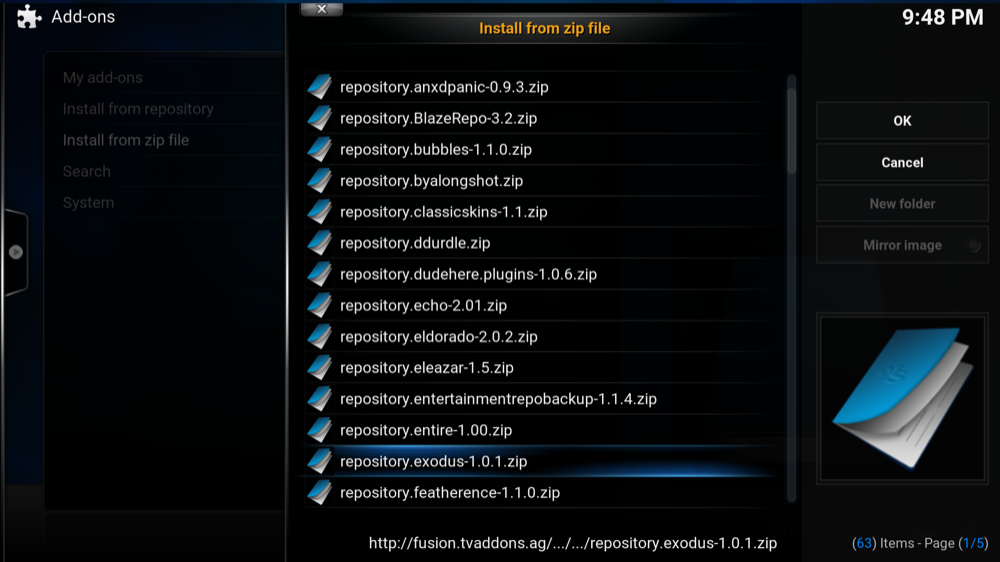 Add-ons
Install from zip file
9:48 PM
My add-ons
Install from repository
Install from zip file
Search
System
repository.anxdpanic-0.9.3.zip
repository.BlazeRepo-3.2.zip
repository.bubbles-1.1.0.zip
repository.byalongshot.zip
repository.classicskins-1.1.zip
repository.ddurdle.zip
repository.dudehere.plugins-1.0.6.zip
repository.echo-2.01.zip
repository.eldorado-2.0.2.zip
repository.eleazar-1.5.zip
repository.entertainmentrepobackup-1.1.4.zip
repository.entire-1.00.zip
repository.exodus-1.0.1.zip
repository.featherence-1.1.0.zip
OK
Cancel
New folder
Mirror image
http://fusion.tvaddons.ag/.../.../repository.exodus-1.0.1.zip
(63) Items - Page (1/5)